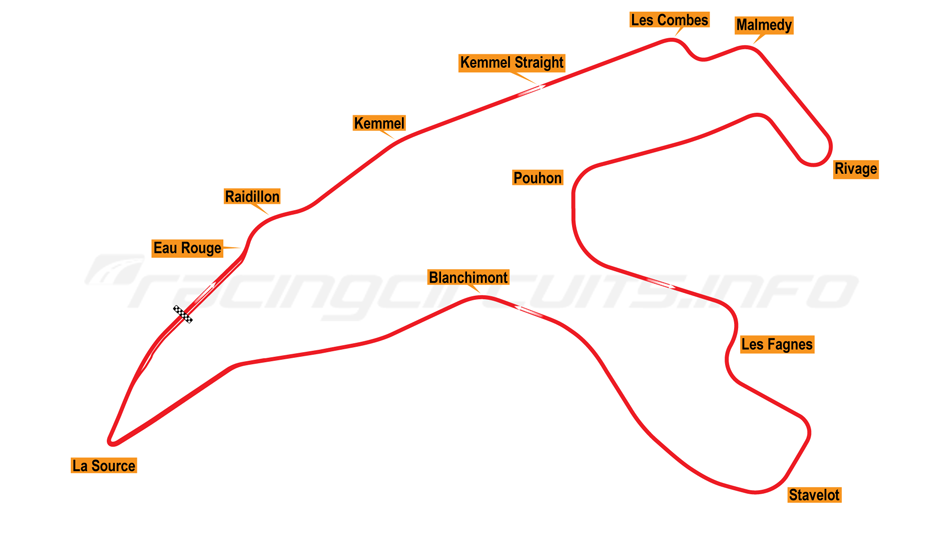 Les Combes
Malmedy
Kemmel Straight
Kemmel
Rivage
Pouhon
Raidillon
Eau Rouge
Blanchimont
racingcircuits.info
Les Fagnes
La Source
Stavelot